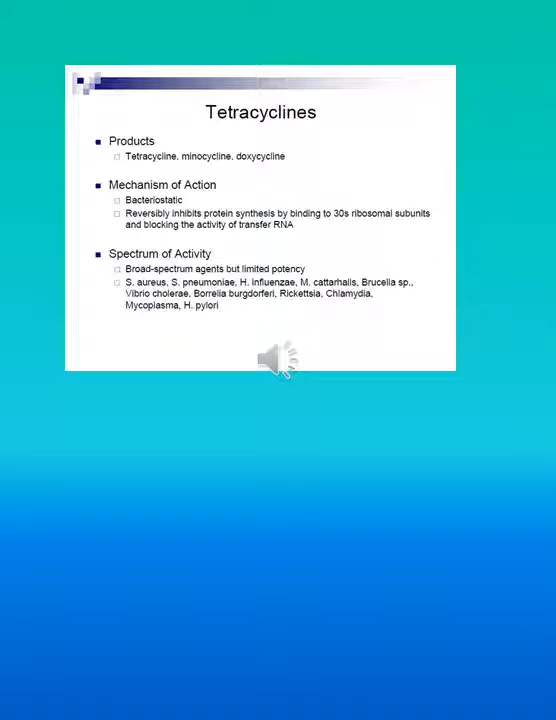 Tetracyclines
Products
Tetracycline, minocycline, doxycycline
Mechanism of Action
Bacteriostatic
Reversibly inhibits protein synthesis by binding to 30s ribosomal subunits
and blocking the activity of transfer RNA
Spectrum of Activity
Broad-spectrum agents but limited potency
S. aureus, S. pneumoniae, H. influenzae, M. cattarhalis, Brucella sp.,
Vibrio cholerae, Borrelia burgdorferi, Rickettsia, Chlamydia,
Mycoplasma, H. pylori